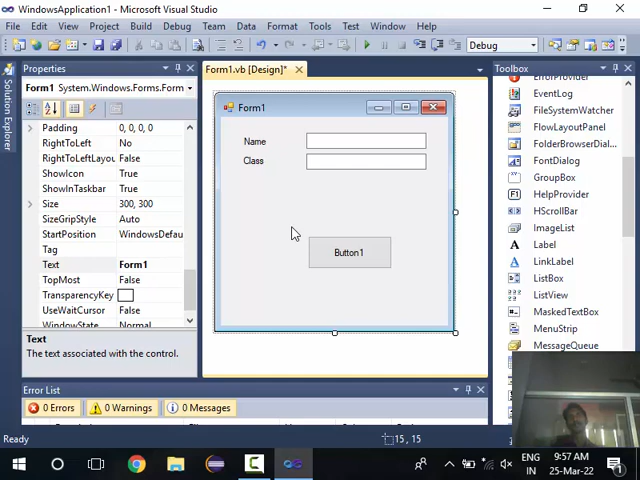 WindowsApplication1 - Microsoft Visual Studio
File Edit View Project Build Debug Team Data Format Tools Test Window Help
Debug
Solution Explorer
Properties
Form1 System.Windows.Forms.Form
Padding 0, 0, 0, 0
RightToLeft No
RightToLeftLayou False
ShowIcon True
ShowInTaskbar True
Size 300, 300
SizeGripStyle Auto
StartPosition WindowsDefau
Tag
Text Form1
TopMost False
TransparencyKey
UseWaitCursor False
WindowState Normal
Text
The text associated with the control.
Form1.vb [Design]*
Form1
Name
Class
Button1
Toolbox
ErrorProvider
EventLog
FileSystemWatcher
FlowLayoutPanel
FolderBrowserDial...
FontDialog
GroupBox
HelpProvider
HScrollBar
ImageList
Label
LinkLabel
ListBox
ListView
MaskedTextBox
MenuStrip
MessageQueue
Error List
0 Errors 0 Warnings 0 Messages
Ready
15, 15
ENG
IN
9:57 AM
25-Mar-22
1